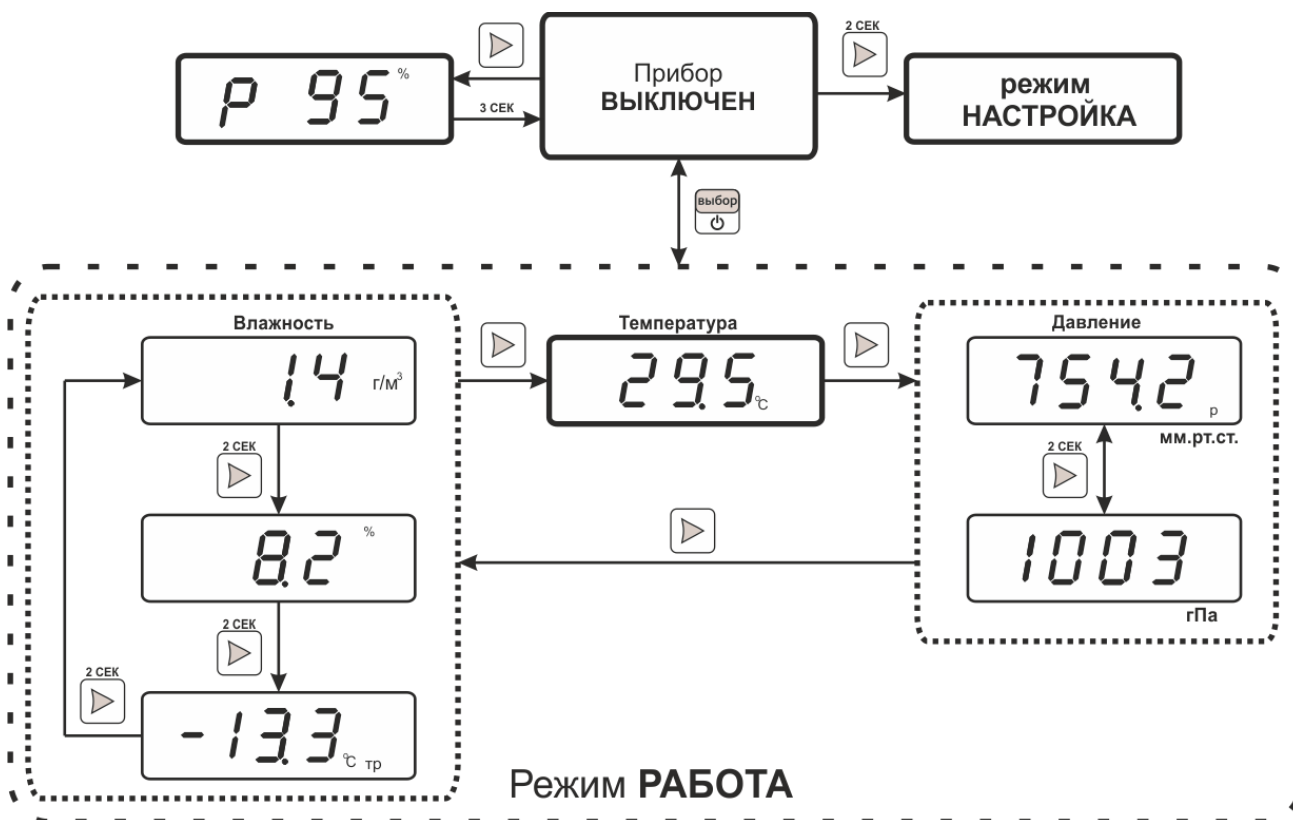 2 СЕК
P 95 %
3 СЕК
Прибор
ВЫКЛЮЧЕН
режим
НАСТРОЙКА
выбор
Влажность
1.4 г/м³
2 СЕК
8.2 %
2 СЕК
2 СЕК
-13.3 °C тр
Температура
29.5 °C
Давление
754.2 р
мм.рт.ст.
2 СЕК
1003
гПа
Режим РАБОТА